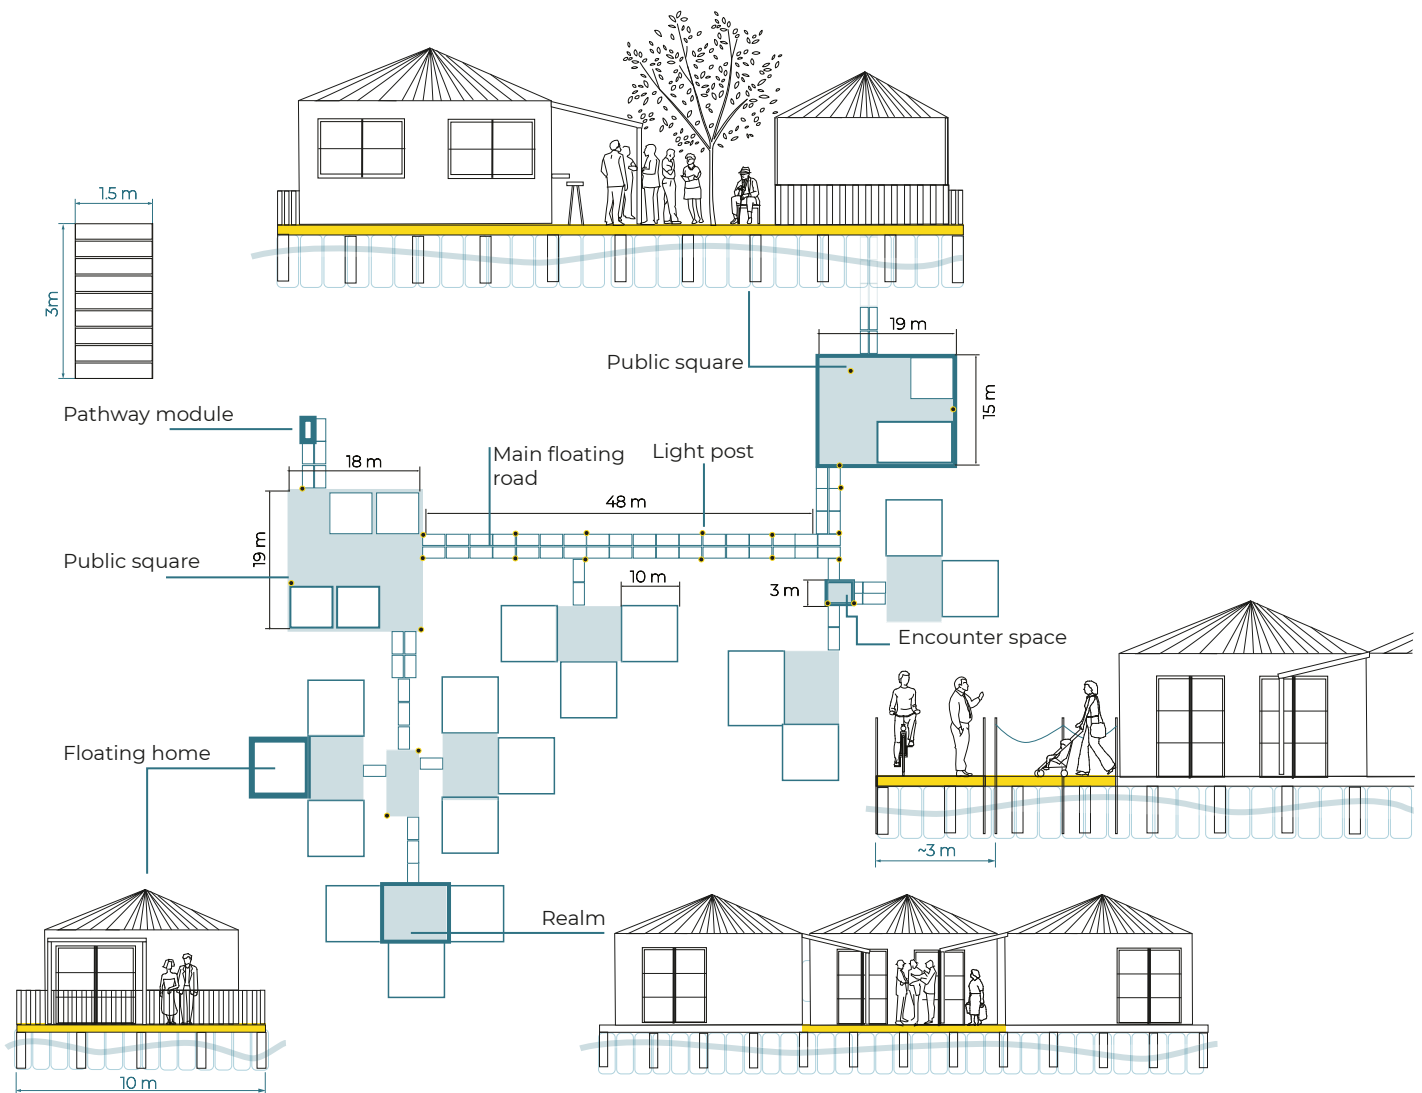 1.5 m
3m
19 m
Public square
15 m
Pathway module
Main floating
road
Light post
18 m
48 m
19 m
Public square
10 m
3 m
Encounter space
Floating home
~3 m
Realm
10 m